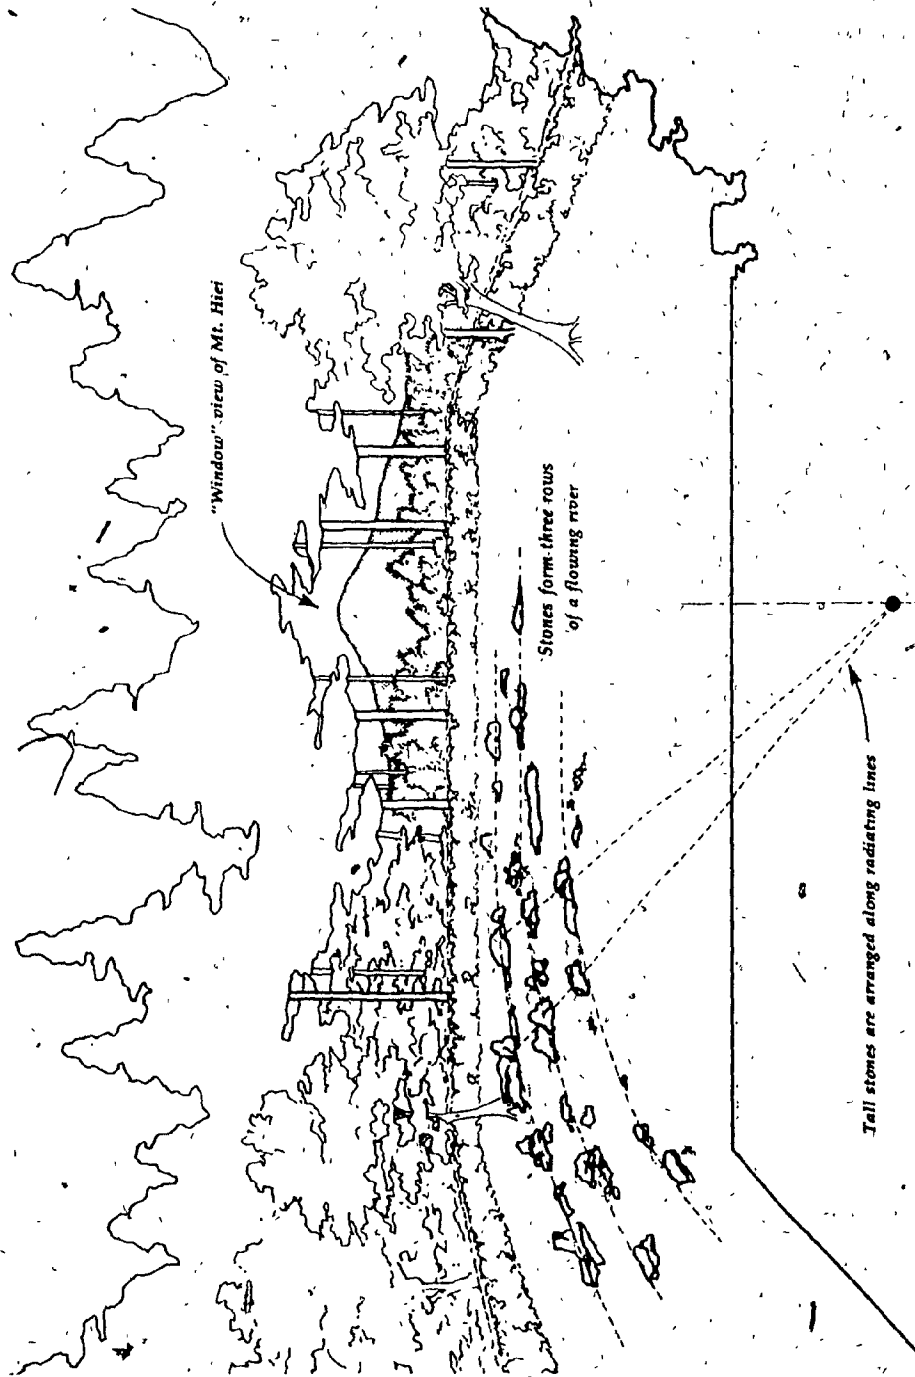 "Window" view of Mt. Hiei
Stones form three rows
of a flowing river
Tall stones are arranged along radiating lines